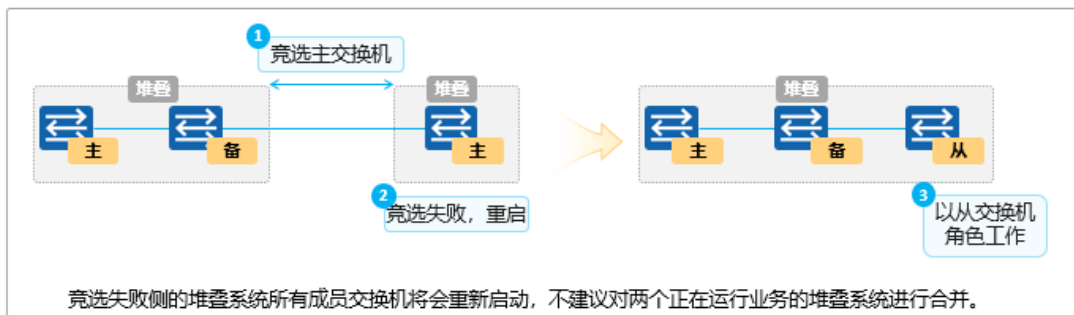 1
竞选主交换机
堆叠
堆叠
堆叠
主
备
主
主
备
从
2
竞选失败，重启
3
以从交换机
角色工作
竞选失败侧的堆叠系统所有成员交换机将会重新启动，不建议对两个正在运行业务的堆叠系统进行合并。